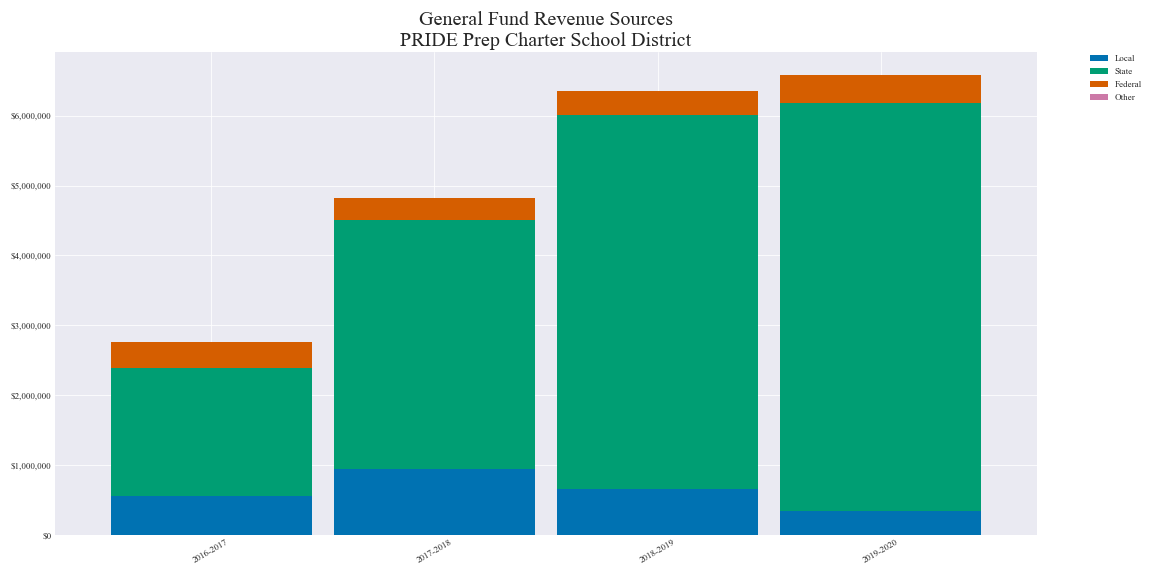 General Fund Revenue Sources
PRIDE Prep Charter School District
Local
State
Federal
Other
$6,000,000
$5,000,000
$4,000,000
$3,000,000
$2,000,000
$1,000,000
$0
2016-2017
2017-2018
2018-2019
2019-2020